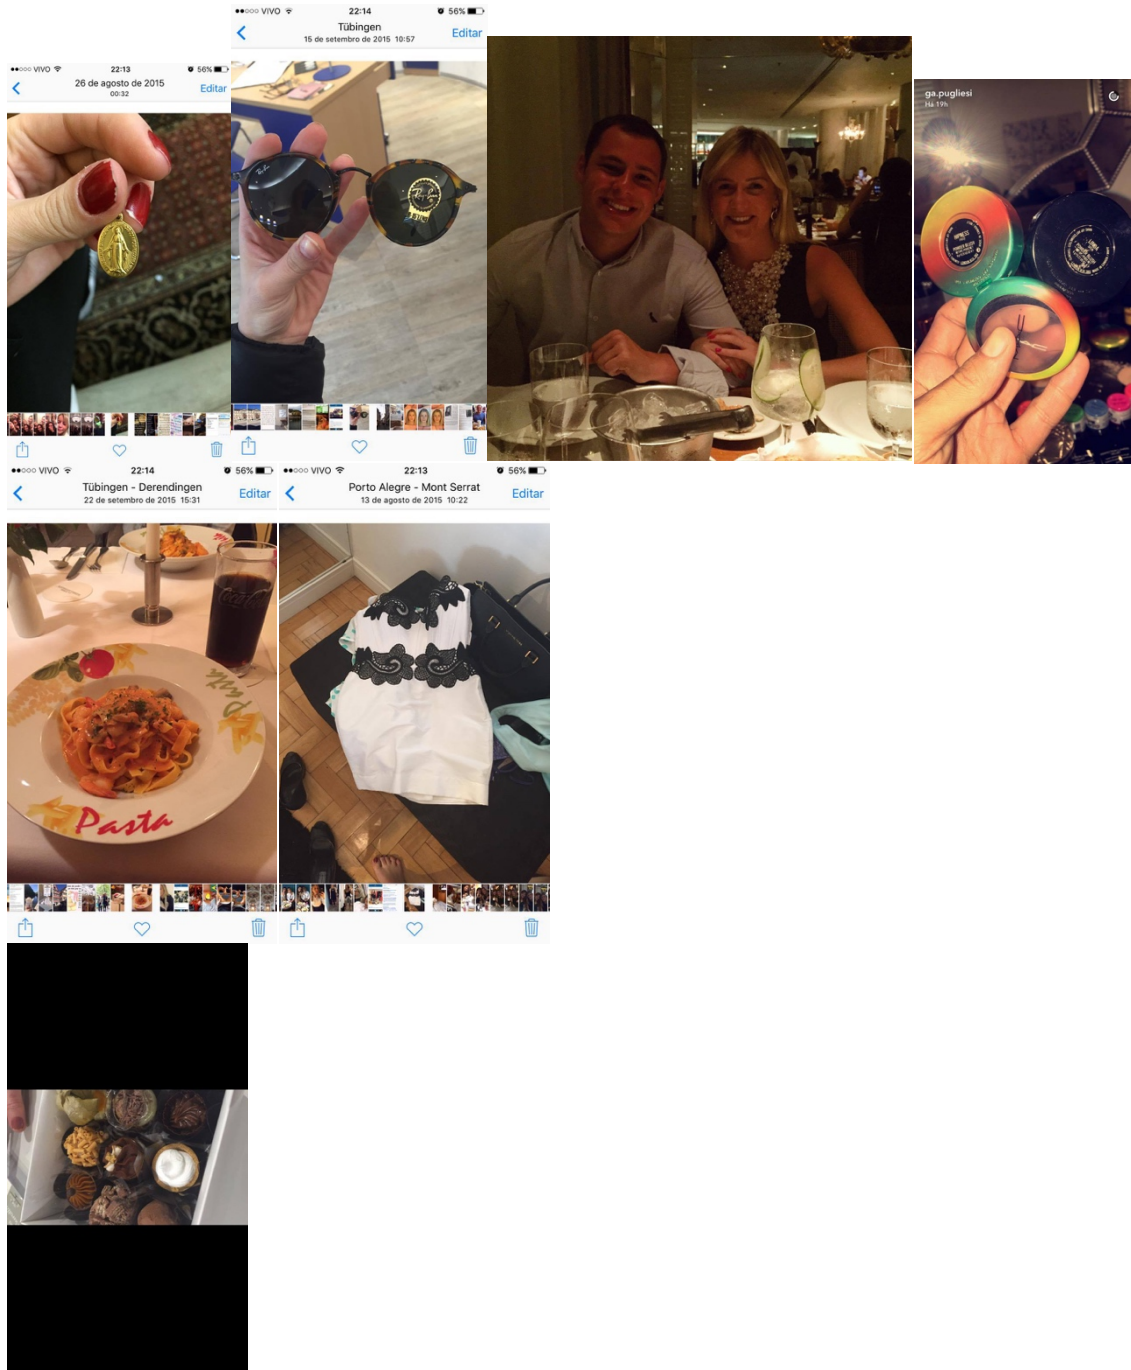 VIVO 22:13 56%
26 de agosto de 2015
00:32
Editar
VIVO 22:14 56%
Tübingen
15 de setembro de 2015 10:57
Editar
Ray-Ban
ga.pugliesi
Há 19h
VIVO 22:14 56%
Tübingen - Derendingen
22 de setembro de 2015 15:31
Editar
Coca-Cola
Pasta
Pasta
VIVO 22:13 56%
Porto Alegre - Mont Serrat
13 de agosto de 2015 10:22
Editar